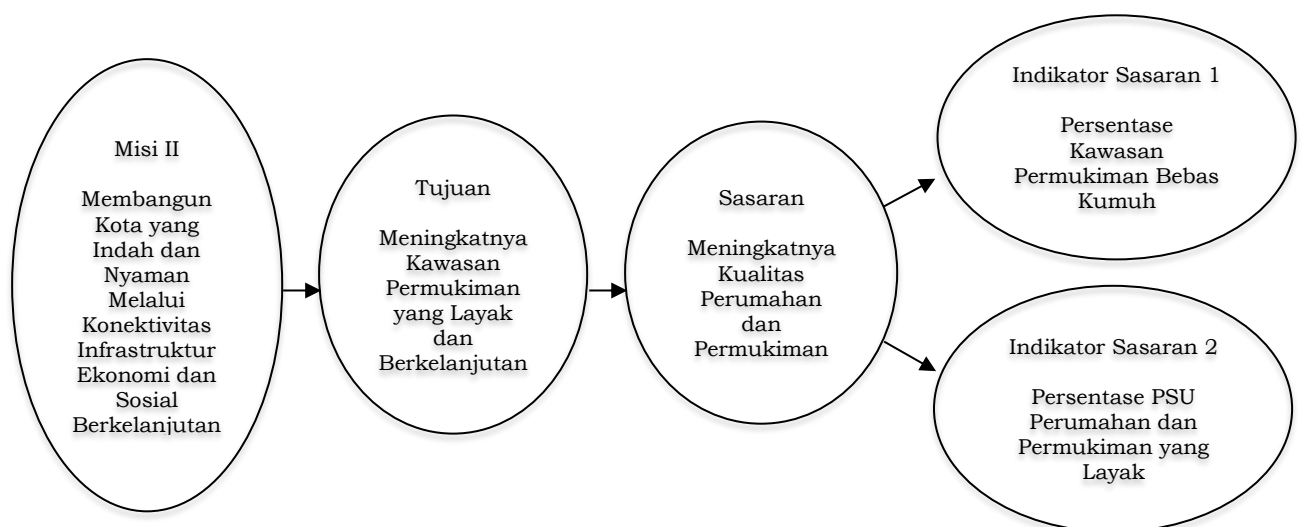 Misi II
Membangun
Kota yang
Indah dan
Nyaman
Melalui
Konektivitas
Infrastruktur
Ekonomi dan
Sosial
Berkelanjutan
Tujuan
Meningkatnya
Kawasan
Permukiman
yang Layak
dan
Berkelanjutan
Sasaran
Meningkatnya
Kualitas
Perumahan
dan
Permukiman
Indikator Sasaran 1
Persentase
Kawasan
Permukiman Bebas
Kumuh
Indikator Sasaran 2
Persentase PSU
Perumahan dan
Permukiman yang
Layak